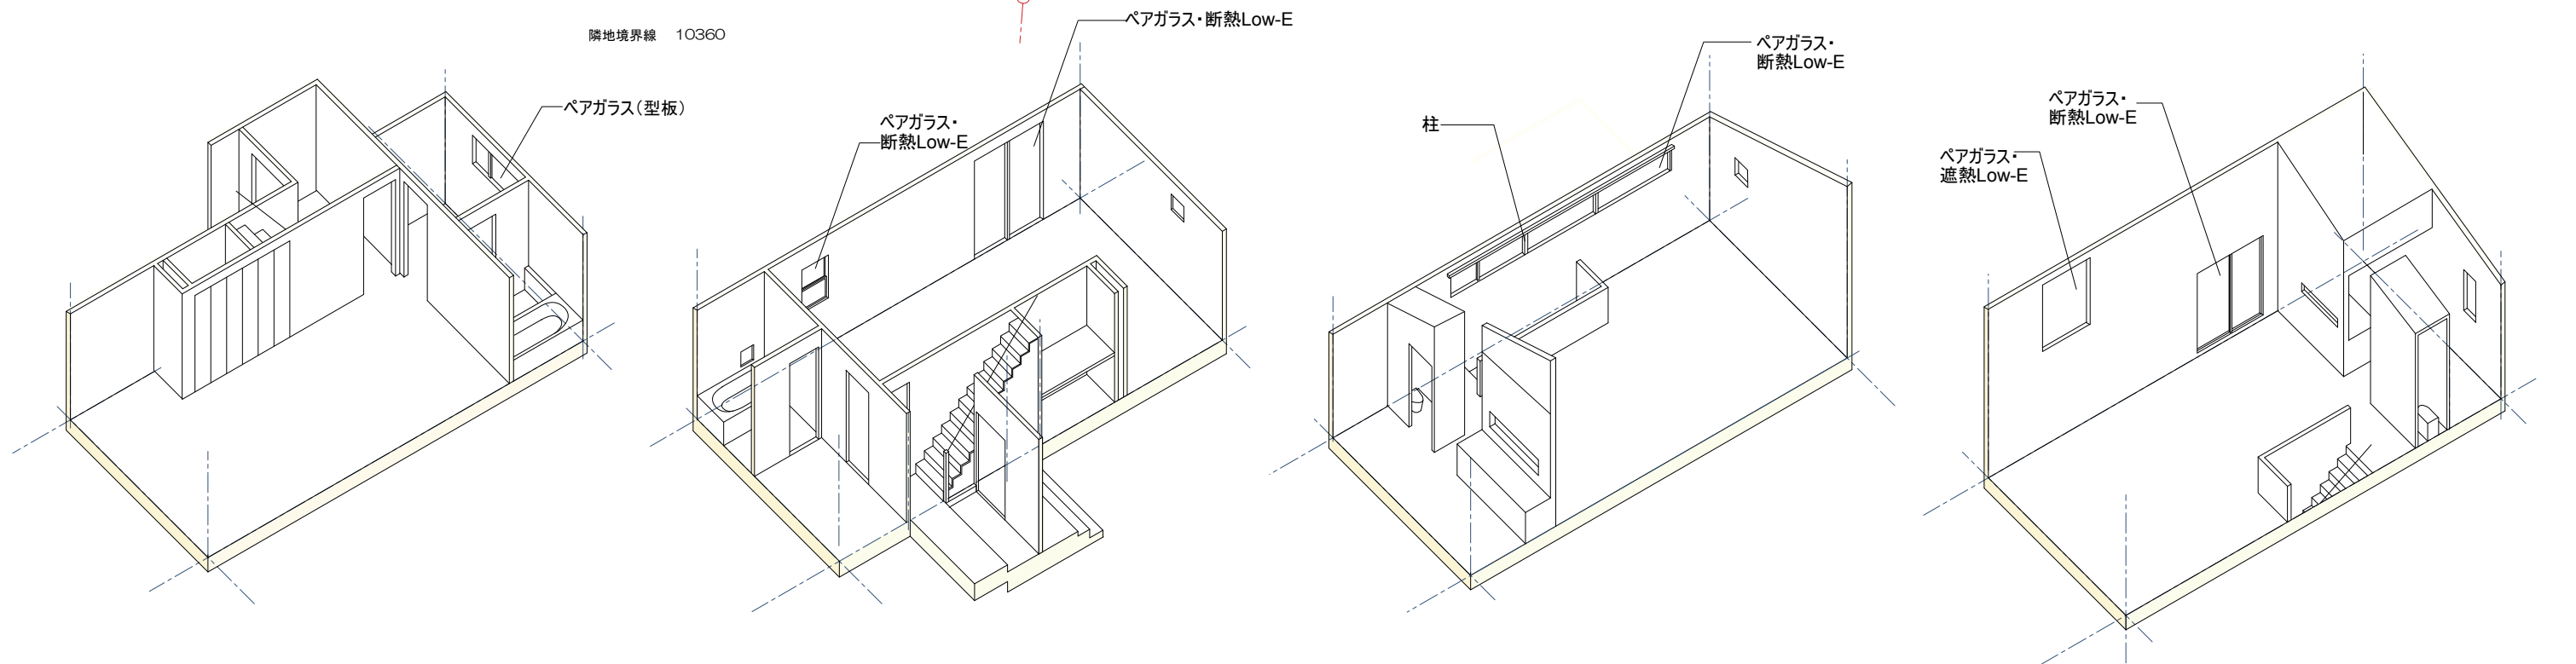 隣地境界線 10360
ペアガラス（型板）
ペアガラス・
断熱Low-E
ペアガラス・断熱Low-E
柱
ペアガラス・
断熱Low-E
ペアガラス・
遮熱Low-E
ペアガラス・
断熱Low-E